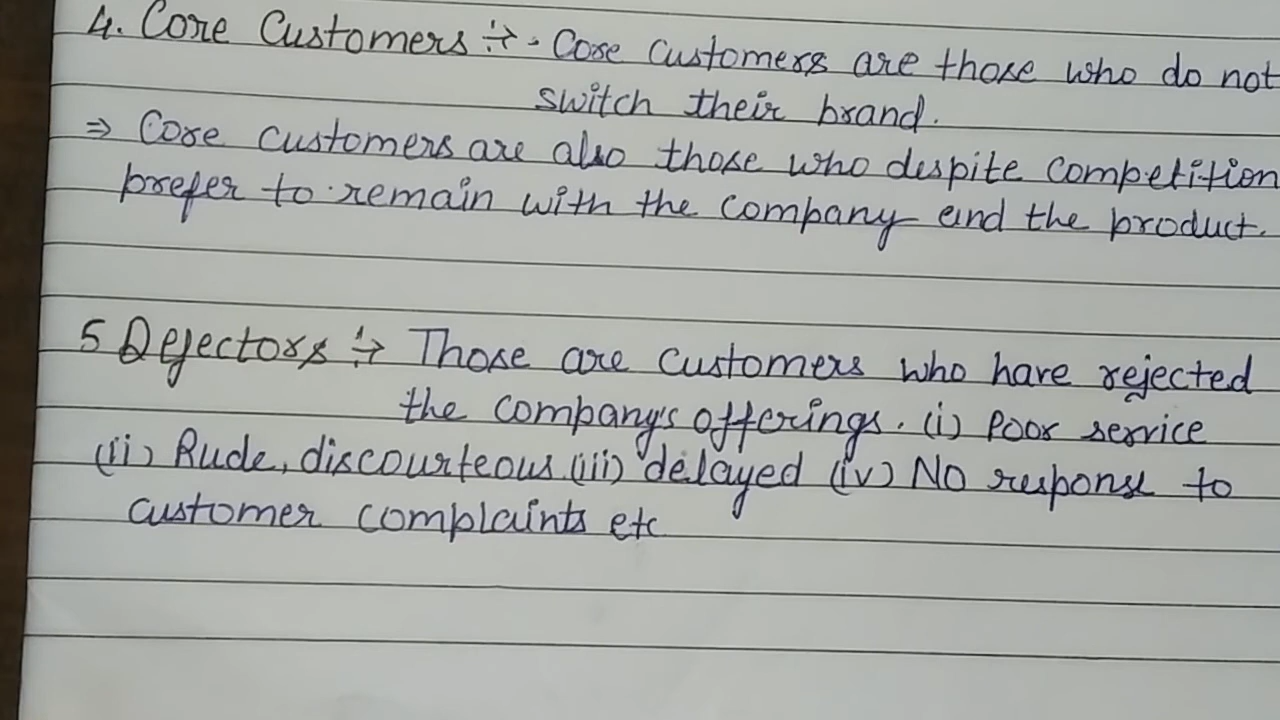 4. Core Customers ÷→ - Core Customers are those who do not
switch their brand.
⇒ Core customers are also those who despite competition
prefer to remain with the company and the product.
5 Defectors ÷→ Those are customers who have rejected
the company's offerings. (i) Poor service
(ii) Rude, discourteous (iii) delayed (iv) No response to
customer complaints etc